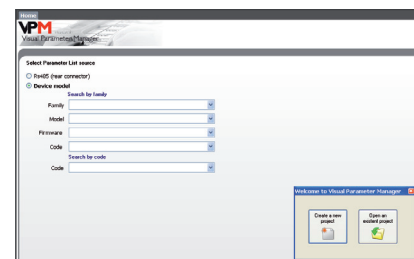 Home
VPM
Visual Parameter Manager
Select Parameter List source
Rs485 (rear connector)
Device model
Search by family
Family
Model
Firmware
Code
Search by code
Code
Welcome to Visual Parameter Manager
Create a new project
Open an existent project